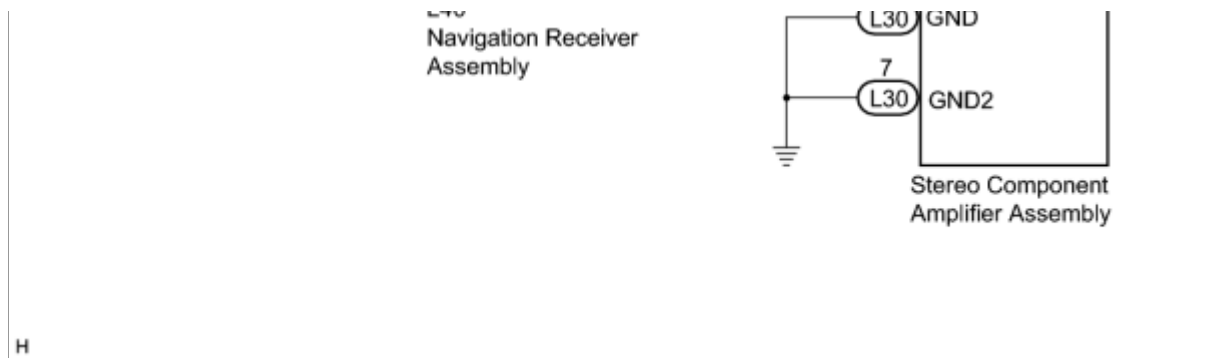 Navigation Receiver
Assembly
L30 GND
7
L30 GND2
Stereo Component
Amplifier Assembly
H